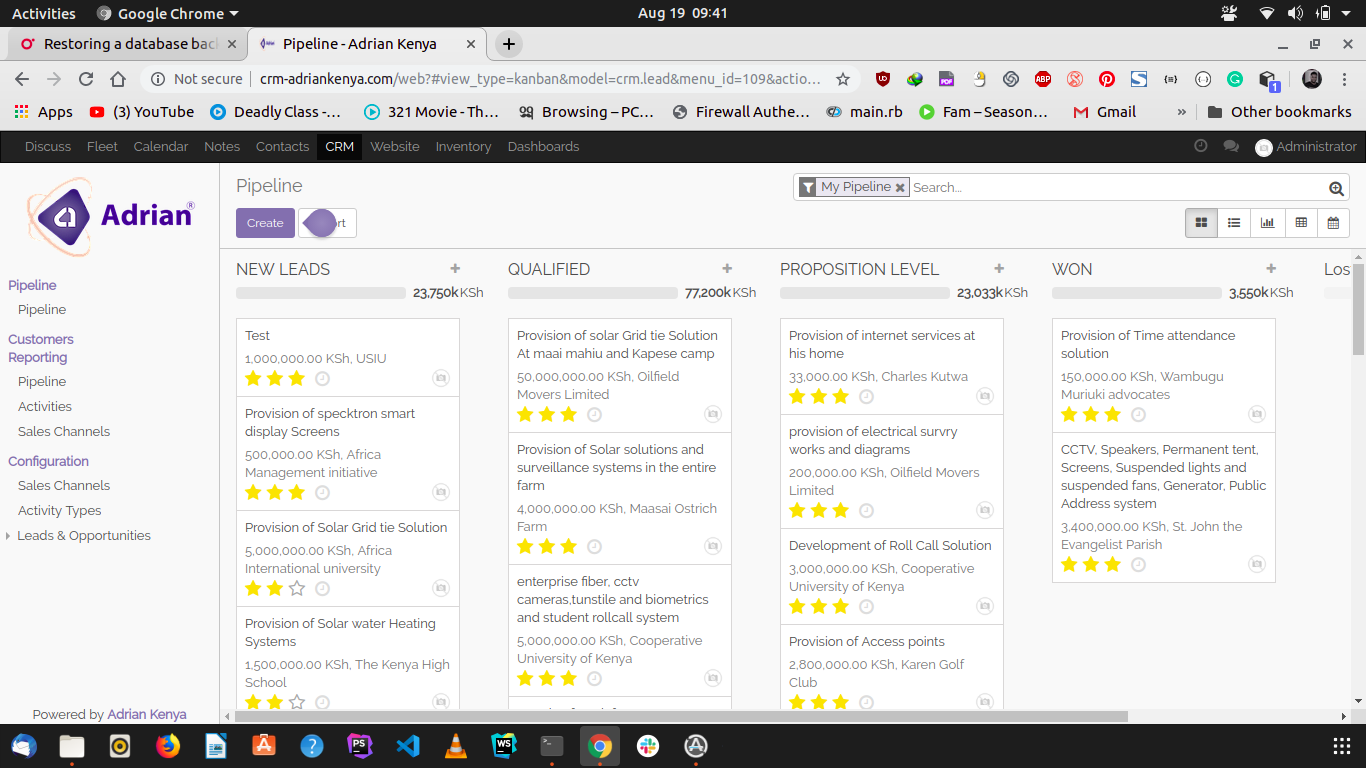 Activities
Google Chrome
Aug 19 09:41
Restoring a database bac
Pipeline - Adrian Kenya
Not secure
crm-adriankenya.com/web?#view_type=kanban&model=crm.lead&menu_id=109&actio...
Apps
(3) YouTube
Deadly Class -...
321 Movie - Th...
Browsing – PC...
Firewall Authe...
main.rb
Fam – Season...
Gmail
»
Other bookmarks
Discuss
Fleet
Calendar
Notes
Contacts
CRM
Website
Inventory
Dashboards
Administrator
Adrian®
Pipeline
My Pipeline
Search...
Create
rt
Pipeline
Pipeline
Customers
Reporting
Pipeline
Activities
Sales Channels
Configuration
Sales Channels
Activity Types
Leads & Opportunities
Powered by Adrian Kenya
NEW LEADS
23,750k KSh
Test
1,000,000.00 KSh, USIU
Provision of specktron smart
display Screens
500,000.00 KSh, Africa
Management initiative
Provision of Solar Grid tie Solution
5,000,000.00 KSh, Africa
International university
Provision of Solar water Heating
Systems
1,500,000.00 KSh, The Kenya High
School
QUALIFIED
77,200k KSh
Provision of solar Grid tie Solution
At maai mahiu and Kapese camp
50,000,000.00 KSh, Oilfield
Movers Limited
Provision of Solar solutions and
surveillance systems in the entire
farm
4,000,000.00 KSh, Maasai Ostrich
Farm
enterprise fiber, cctv
cameras,tunstile and biometrics
and student rollcall system
5,000,000.00 KSh, Cooperative
University of Kenya
PROPOSITION LEVEL
23,033k KSh
Provision of internet services at
his home
33,000.00 KSh, Charles Kutwa
provision of electrical survry
works and diagrams
200,000.00 KSh, Oilfield Movers
Limited
Development of Roll Call Solution
3,000,000.00 KSh, Cooperative
University of Kenya
Provision of Access points
2,800,000.00 KSh, Karen Golf
Club
WON
3,550k KSh
Provision of Time attendance
solution
150,000.00 KSh, Wambugu
Muriuki advocates
CCTV, Speakers, Permanent tent,
Screens, Suspended lights and
suspended fans, Generator, Public
Address system
3,400,000.00 KSh, St. John the
Evangelist Parish
Los